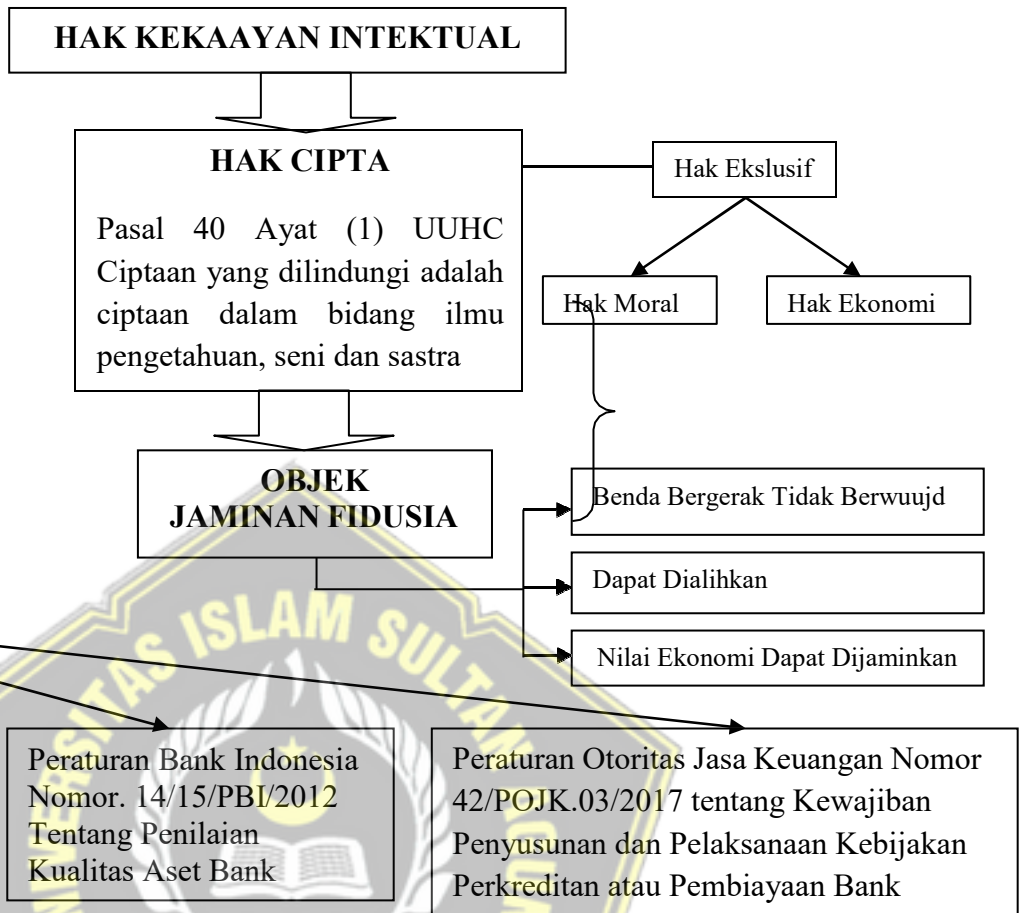 HAK KEKAAYAN INTEKTUAL
HAK CIPTA
Pasal 40 Ayat (1) UUHC
Ciptaan yang dilindungi adalah
ciptaan dalam bidang ilmu
pengetahuan, seni dan sastra
Hak Ekslusif
Hak Moral
Hak Ekonomi
OBJEK
JAMINAN FIDUSIA
Benda Bergerak Tidak Berwuujd
Dapat Dialihkan
Nilai Ekonomi Dapat Dijaminkan
Peraturan Bank Indonesia
Nomor. 14/15/PBI/2012
Tentang Penilaian
Kualitas Aset Bank
Peraturan Otoritas Jasa Keuangan Nomor
42/POJK.03/2017 tentang Kewajiban
Penyusunan dan Pelaksanaan Kebijakan
Perkreditan atau Pembiayaan Bank
ISLAM